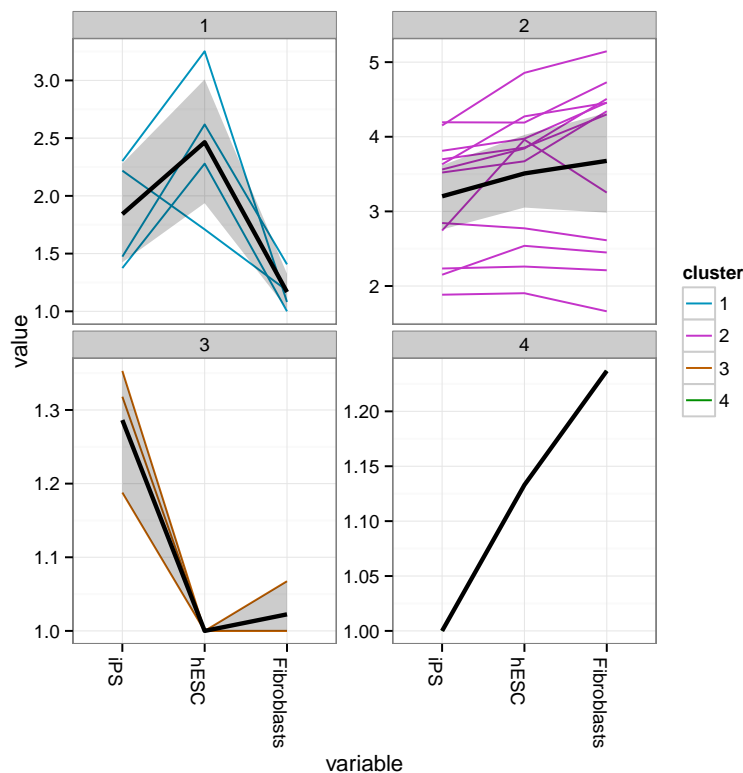 1
2
3.0
2.5
2.0
1.5
1.0
5
4
3
2
value
3
4
1.3
1.2
1.1
1.0
1.20
1.15
1.10
1.05
1.00
iPS
hESC
Fibroblasts
iPS
hESC
Fibroblasts
variable
cluster
1
2
3
4